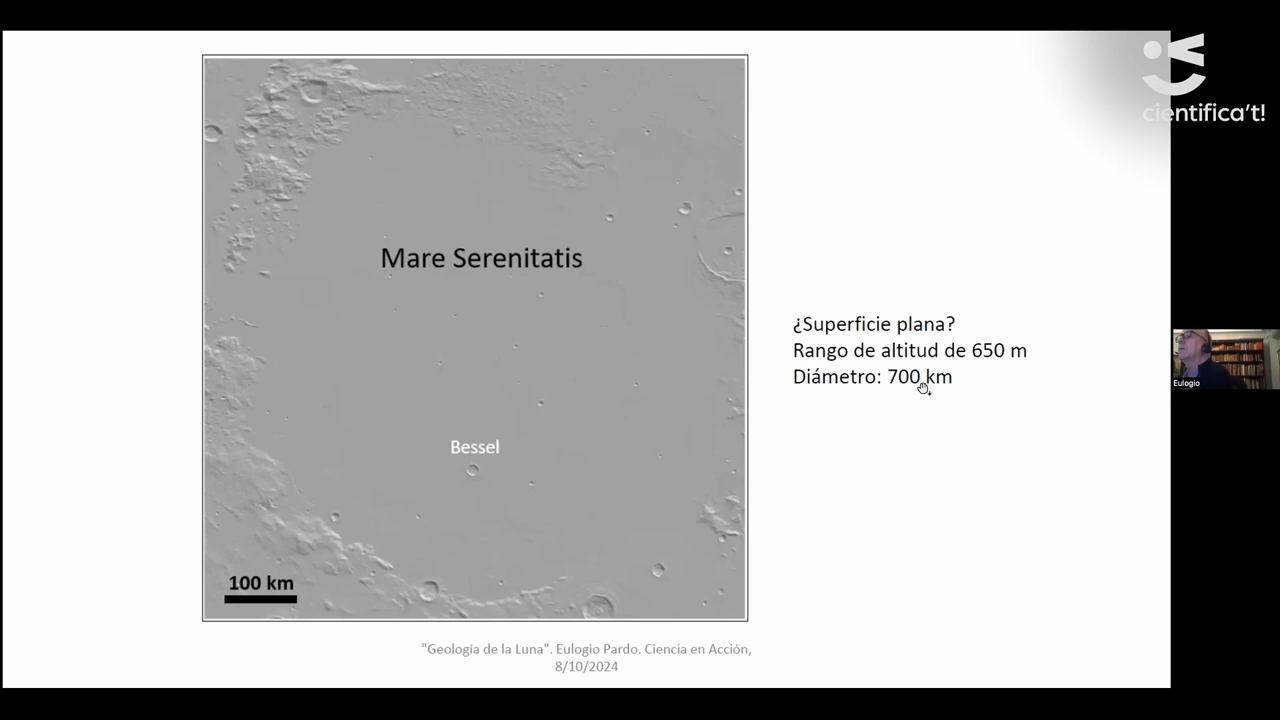 cientifica't!
Mare Serenitatis
¿Superficie plana?
Rango de altitud de 650 m
Diámetro: 700 km
Bessel
100 km
Eulogio
"Geología de la Luna". Eulogio Pardo. Ciencia en Acción,
8/10/2024